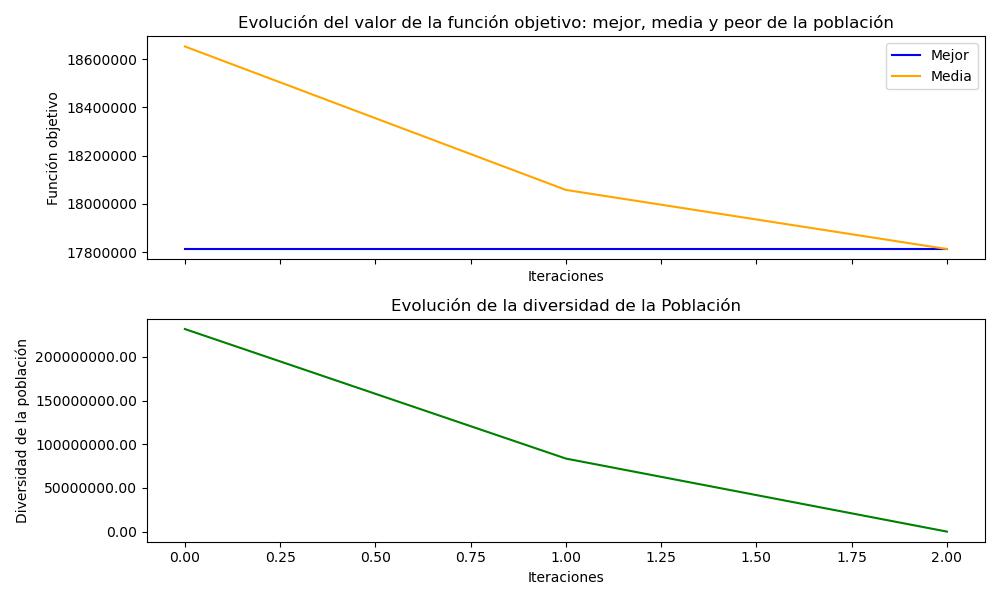 Evolución del valor de la función objetivo: mejor, media y peor de la población
Función objetivo
18600000
18400000
18200000
18000000
17800000
Mejor
Media
Iteraciones
Evolución de la diversidad de la Población
Diversidad de la población
200000000.00
150000000.00
100000000.00
50000000.00
0.00
0.00 0.25 0.50 0.75 1.00 1.25 1.50 1.75 2.00
Iteraciones